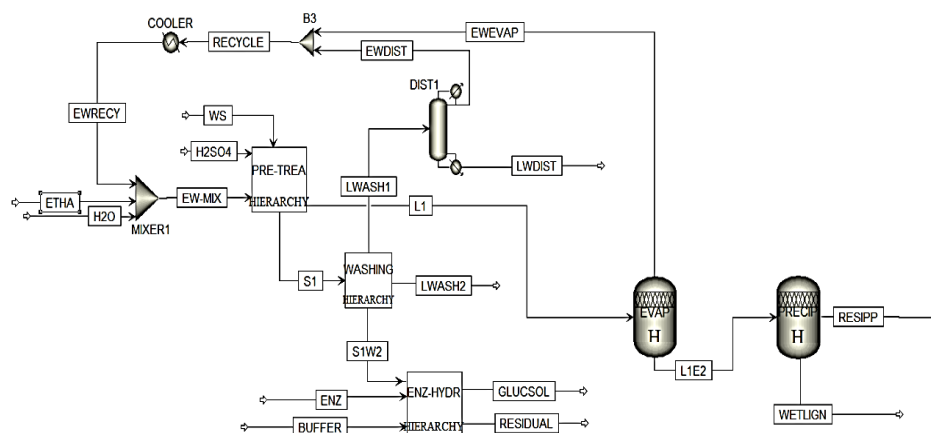 B3
COOLER
RECYCLE
EWEVAP
EWDIST
DIST1
EWRECY
WS
H2SO4
PRE-TREA
HIERARCHY
LWDIST
LWASH1
ETHA
EW-MIX
H2O
MIXER1
L1
S1
WASHING
HIERARCHY
LWASH2
EVAP
H
PRECIP
H
RESIPP
S1W2
L1E2
ENZ
ENZ-HYDR
HIERARCHY
GLUCSOL
BUFFER
RESIDUAL
WETLIGN